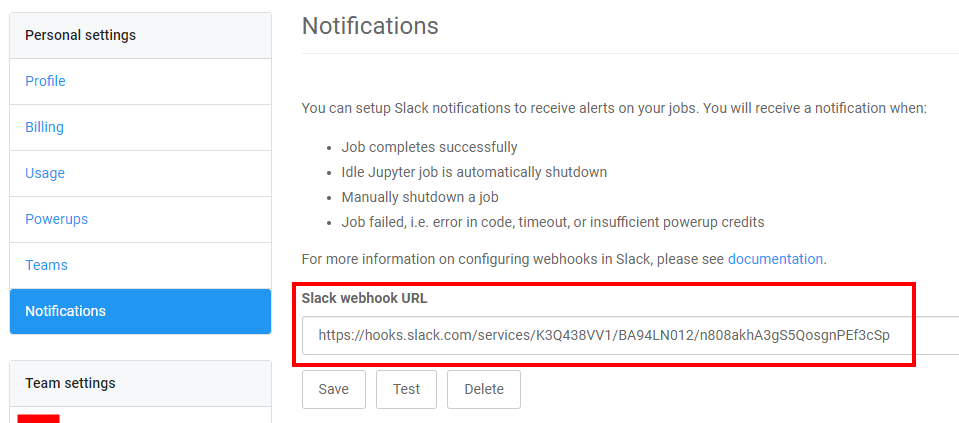 Personal settings
Profile
Billing
Usage
Powerups
Teams
Notifications
Team settings
Notifications
You can setup Slack notifications to receive alerts on your jobs. You will receive a notification when:
• Job completes successfully
• Idle Jupyter job is automatically shutdown
• Manually shutdown a job
• Job failed, i.e. error in code, timeout, or insufficient powerup credits
For more information on configuring webhooks in Slack, please see documentation.
Slack webhook URL
https://hooks.slack.com/services/K3Q438VV1/BA94LN012/n808akhA3gS5QosgnPEf3cSp
Save Test Delete